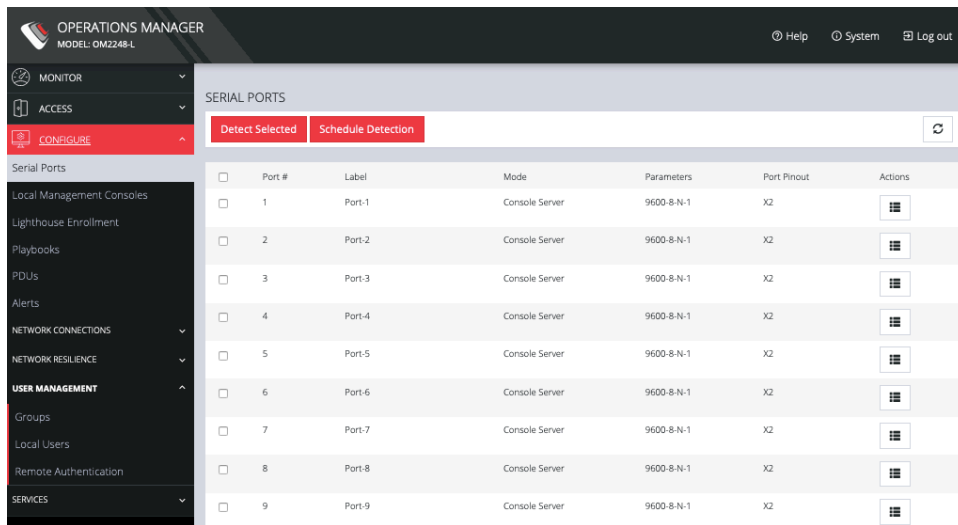 OPERATIONS MANAGER
MODEL: OM2248-L
Help
System
Log out
MONITOR
ACCESS
CONFIGURE
Serial Ports
Local Management Consoles
Lighthouse Enrollment
Playbooks
PDUs
Alerts
NETWORK CONNECTIONS
NETWORK RESILIENCE
USER MANAGEMENT
Groups
Local Users
Remote Authentication
SERVICES
SERIAL PORTS
Detect Selected Schedule Detection
Port # Label Mode Parameters Port Pinout Actions
1 Port-1 Console Server 9600-8-N-1 X2
2 Port-2 Console Server 9600-8-N-1 X2
3 Port-3 Console Server 9600-8-N-1 X2
4 Port-4 Console Server 9600-8-N-1 X2
5 Port-5 Console Server 9600-8-N-1 X2
6 Port-6 Console Server 9600-8-N-1 X2
7 Port-7 Console Server 9600-8-N-1 X2
8 Port-8 Console Server 9600-8-N-1 X2
9 Port-9 Console Server 9600-8-N-1 X2